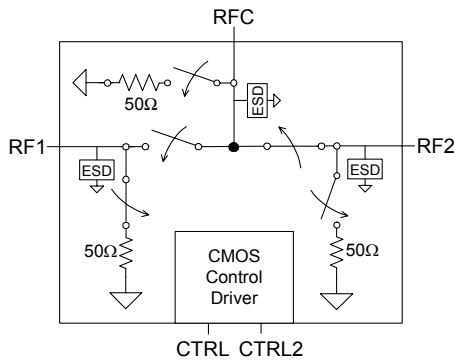 RFC
50Ω
ESD
RF1
RF2
ESD
ESD
50Ω
50Ω
CMOS
Control
Driver
CTRL CTRL2